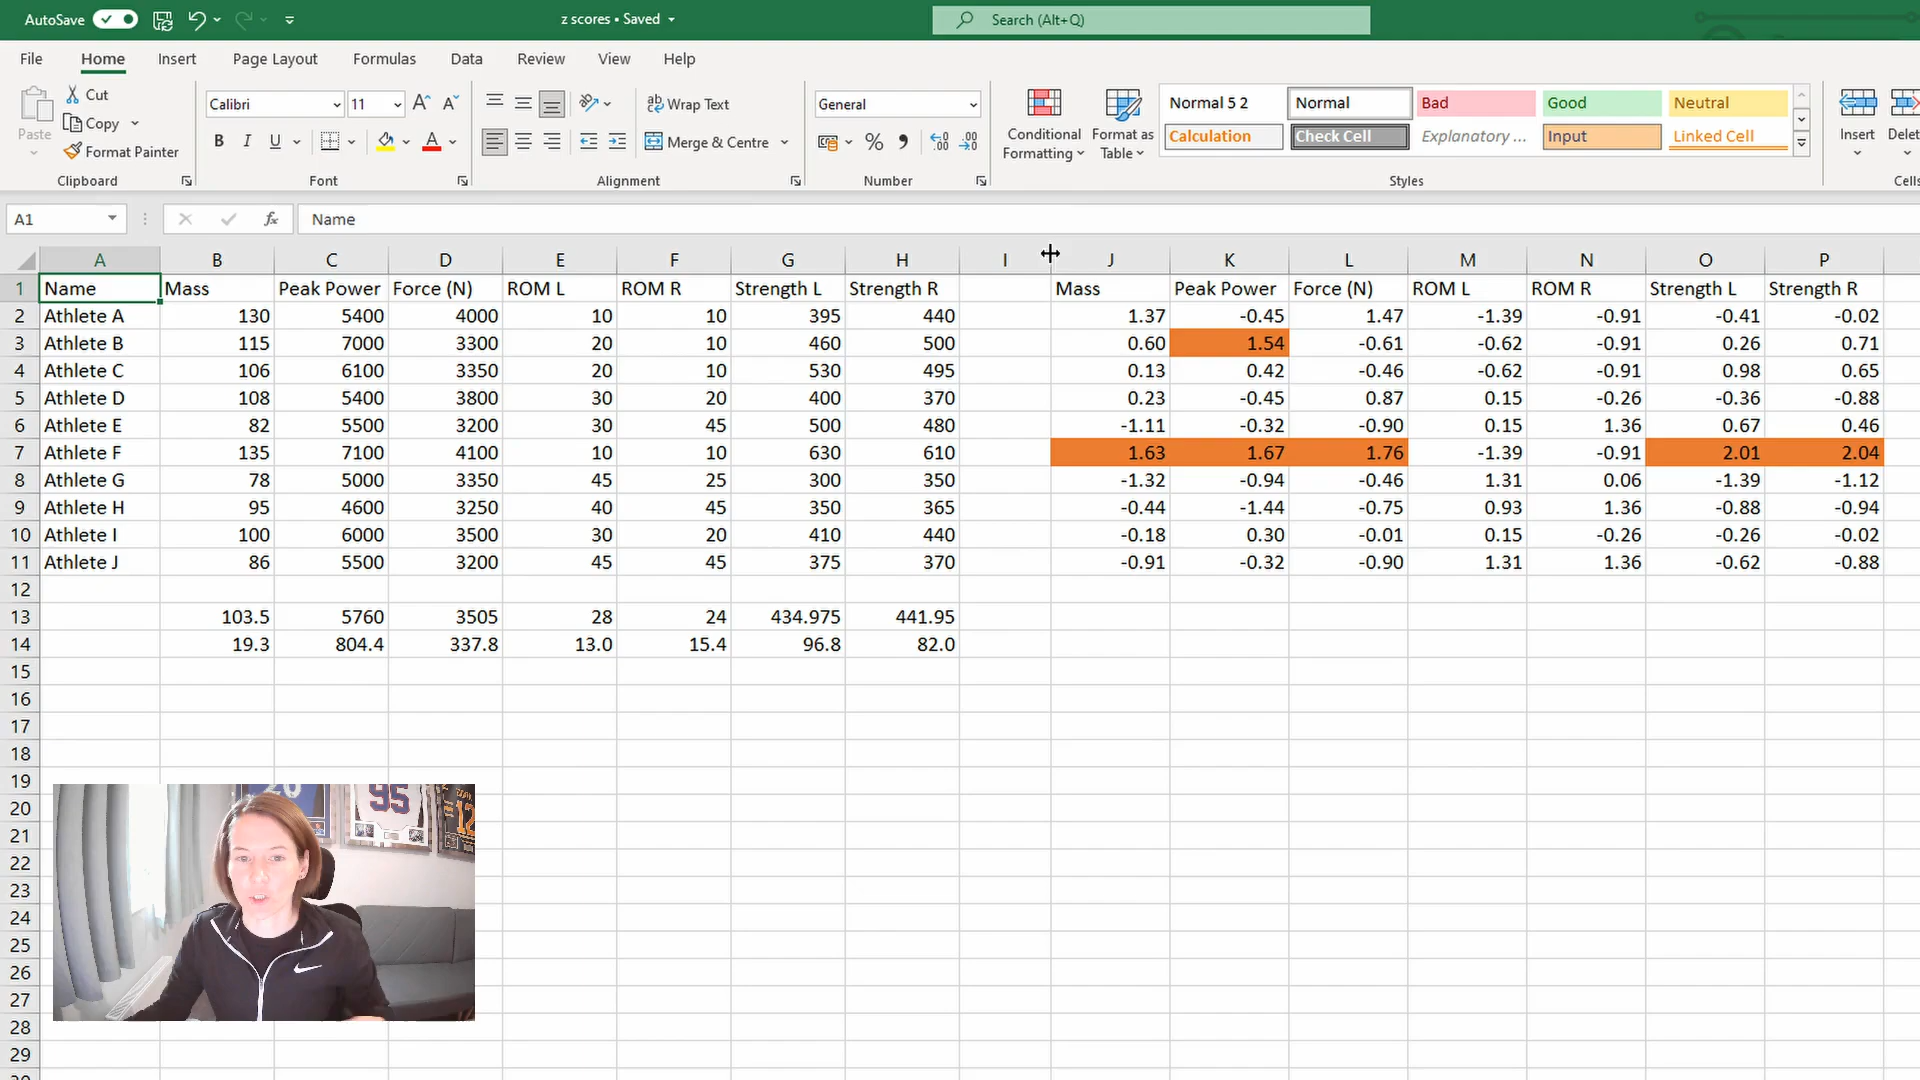 AutoSave
z scores • Saved
Search (Alt+Q)
File Home Insert Page Layout Formulas Data Review View Help
Paste
Cut
Copy
Format Painter
Clipboard
Calibri 11
B I U
Font
Wrap Text
Merge & Centre
Alignment
General
Number
Conditional Formatting
Format as Table
Normal 5 2 Normal Bad Good Neutral
Calculation Check Cell Explanatory ... Input Linked Cell
Styles
Insert Delet
Cells
A1 fx Name
A B C D E F G H I J K L M N O P
1 Name Mass Peak Power Force (N) ROM L ROM R Strength L Strength R Mass Peak Power Force (N) ROM L ROM R Strength L Strength R
2 Athlete A 130 5400 4000 10 10 395 440 1.37 -0.45 1.47 -1.39 -0.91 -0.41 -0.02
3 Athlete B 115 7000 3300 20 10 460 500 0.60 1.54 -0.61 -0.62 -0.91 0.26 0.71
4 Athlete C 106 6100 3350 20 10 530 495 0.13 0.42 -0.46 -0.62 -0.91 0.98 0.65
5 Athlete D 108 5400 3800 30 20 400 370 0.23 -0.45 0.87 0.15 -0.26 -0.36 -0.88
6 Athlete E 82 5500 3200 30 45 500 480 -1.11 -0.32 -0.90 0.15 1.36 0.67 0.46
7 Athlete F 135 7100 4100 10 10 630 610 1.63 1.67 1.76 -1.39 -0.91 2.01 2.04
8 Athlete G 78 5000 3350 45 25 300 350 -1.32 -0.94 -0.46 1.31 0.06 -1.39 -1.12
9 Athlete H 95 4600 3250 40 45 350 365 -0.44 -1.44 -0.75 0.93 1.36 -0.88 -0.94
10 Athlete I 100 6000 3500 30 20 410 440 -0.18 0.30 -0.01 0.15 -0.26 -0.26 -0.02
11 Athlete J 86 5500 3200 45 45 375 370 -0.91 -0.32 -0.90 1.31 1.36 -0.62 -0.88
12
13 103.5 5760 3505 28 24 434.975 441.95
14 19.3 804.4 337.8 13.0 15.4 96.8 82.0
15
16
17
18
19
20
21
22
23
24
25
26
27
28
29
95
12